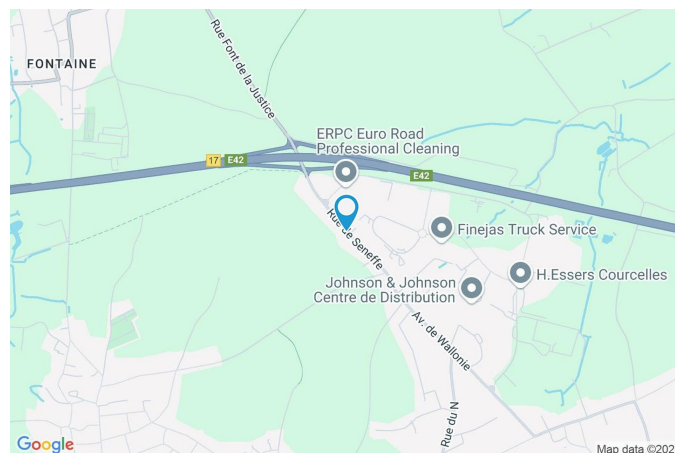 FONTAINE
Rue Font de la Justice
ERPC Euro Road
Professional Cleaning
17
E42
E42
Rue de Seneffe
Finejas Truck Service
Johnson & Johnson
Centre de Distribution
H.Essers Courcelles
Av. de Wallonie
Rue du N
Google
Map data ©202